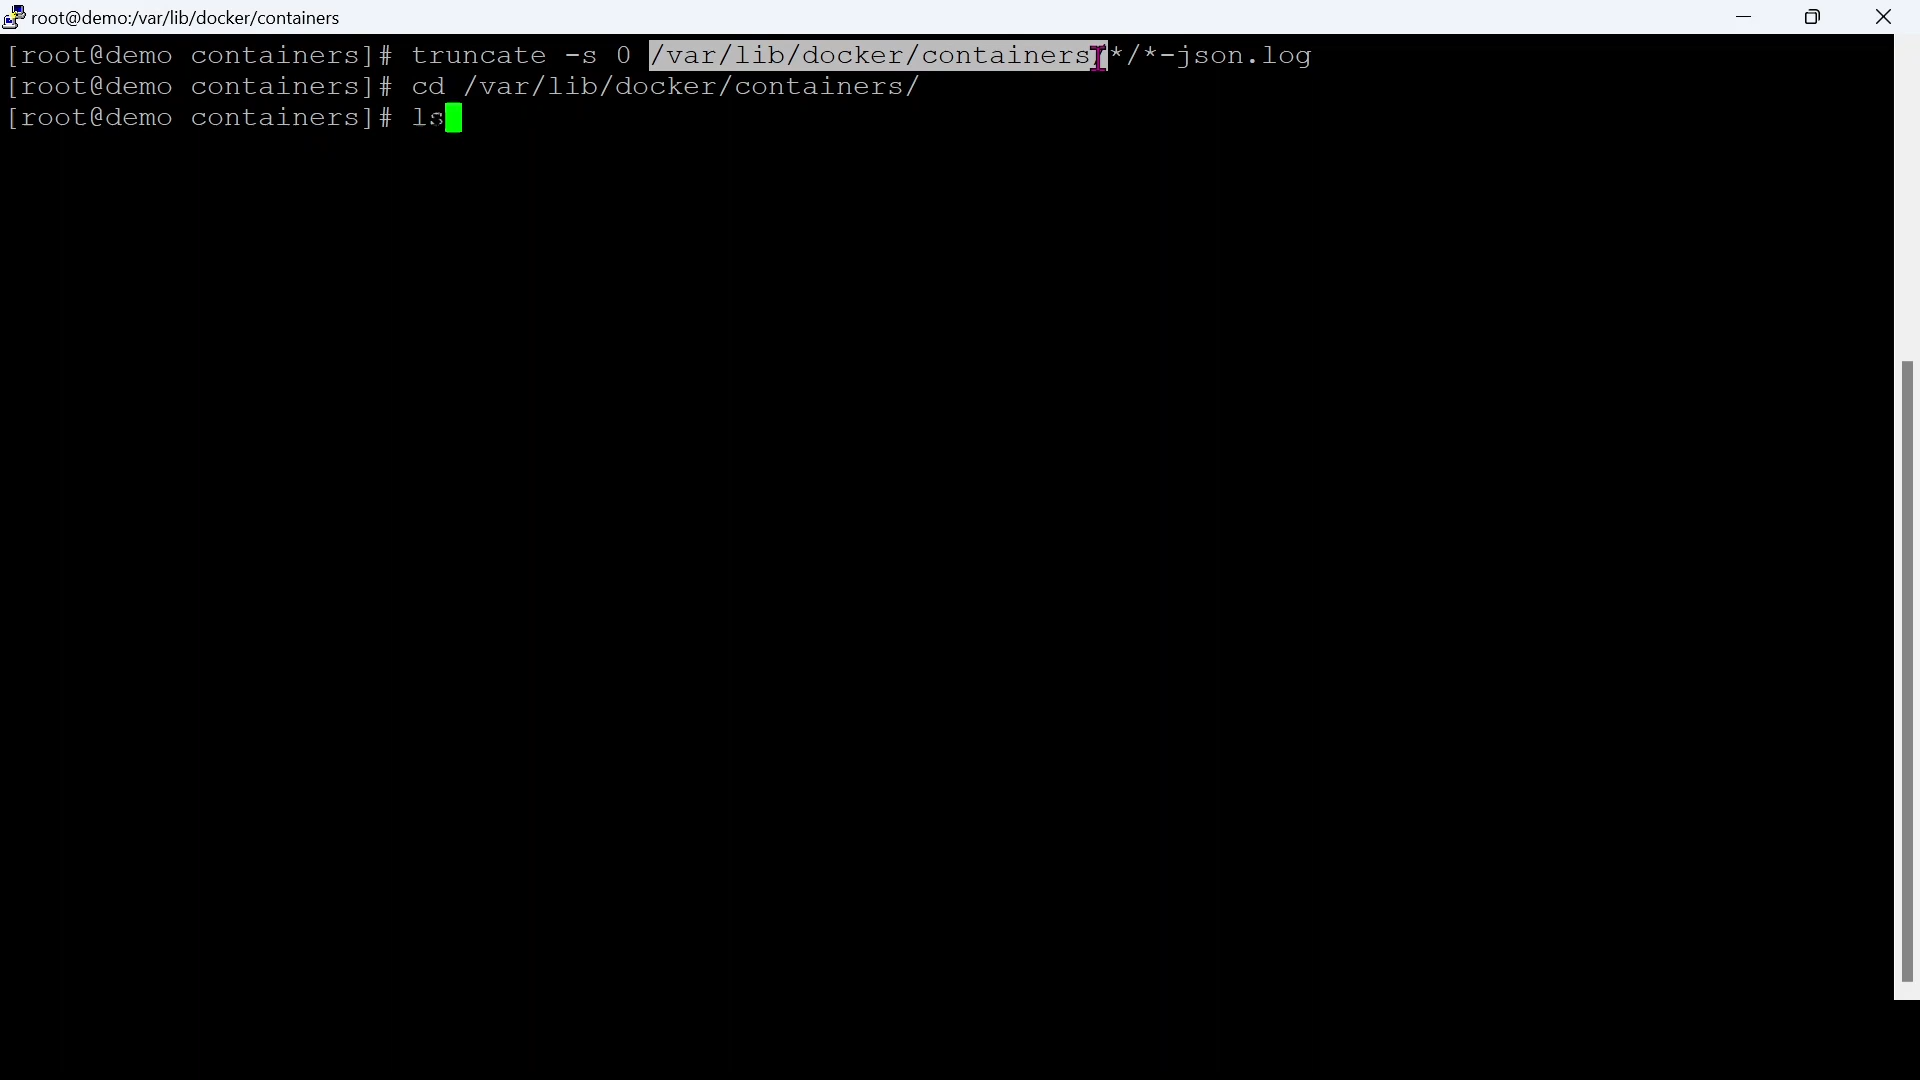 root@demo:/var/lib/docker/containers
[root@demo containers]# truncate -s 0 /var/lib/docker/containers/*/*-json.log
[root@demo containers]# cd /var/lib/docker/containers/
[root@demo containers]# ls